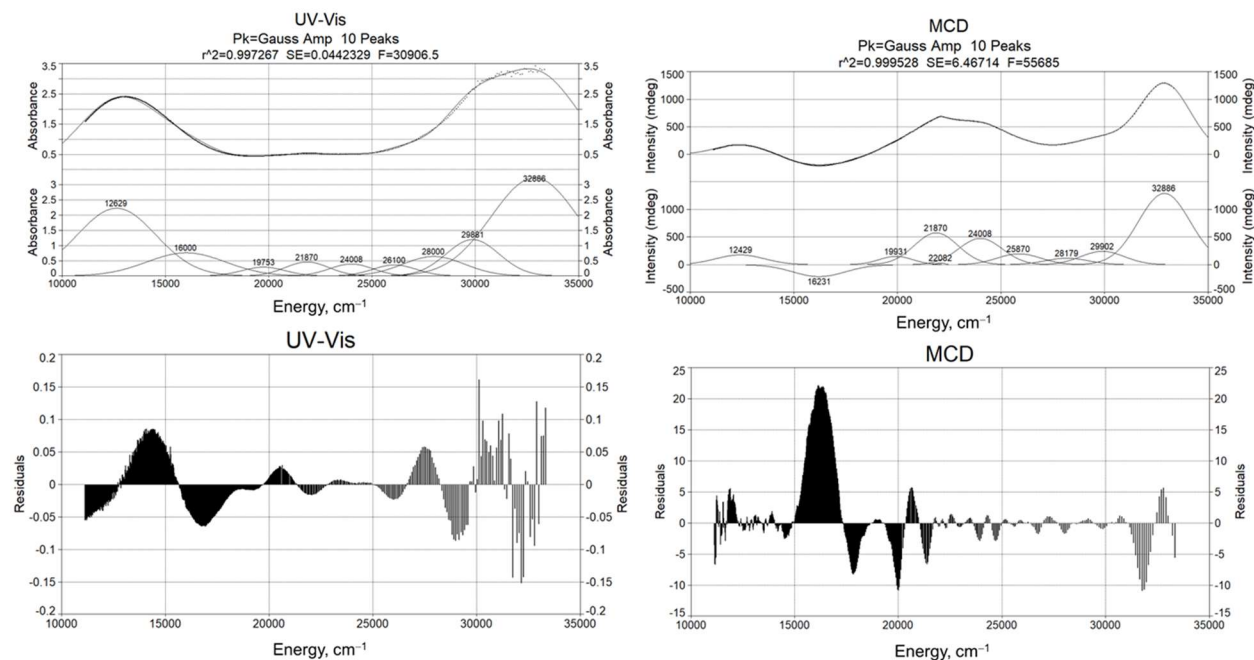 UV-Vis
Pk=Gauss Amp 10 Peaks
r^2=0.997267 SE=0.0442329 F=30906.5
3.5 3.5
2.5 2.5
1.5 1.5
0.5 0.5
Absorbance Absorbance
3 3
2.5 2.5
2 2
1.5 1.5
1 1
0.5 0.5
0 0
Absorbance Absorbance
12629 16000 19753 21870 24008 26100 28000 29881 32886
10000 15000 20000 25000 30000 35000
Energy, cm⁻¹
MCD
Pk=Gauss Amp 10 Peaks
r^2=0.999528 SE=6.46714 F=55685
1500 1500
1000 1000
500 500
0 0
Intensity (mdeg) Intensity (mdeg)
1500 1500
1000 1000
500 500
0 0
-500 -500
Intensity (mdeg) Intensity (mdeg)
12429 16231 19931 21870 22082 24008 25870 28179 29902 32886
10000 15000 20000 25000 30000 35000
Energy, cm⁻¹
UV-Vis
0.2 0.2
0.15 0.15
0.1 0.1
0.05 0.05
0 0
-0.05 -0.05
-0.1 -0.1
-0.15 -0.15
-0.2 -0.2
Residuals Residuals
10000 15000 20000 25000 30000 35000
Energy, cm⁻¹
MCD
25 25
20 20
15 15
10 10
5 5
0 0
-5 -5
-10 -10
-15 -15
Residuals Residuals
10000 15000 20000 25000 30000 35000
Energy, cm⁻¹